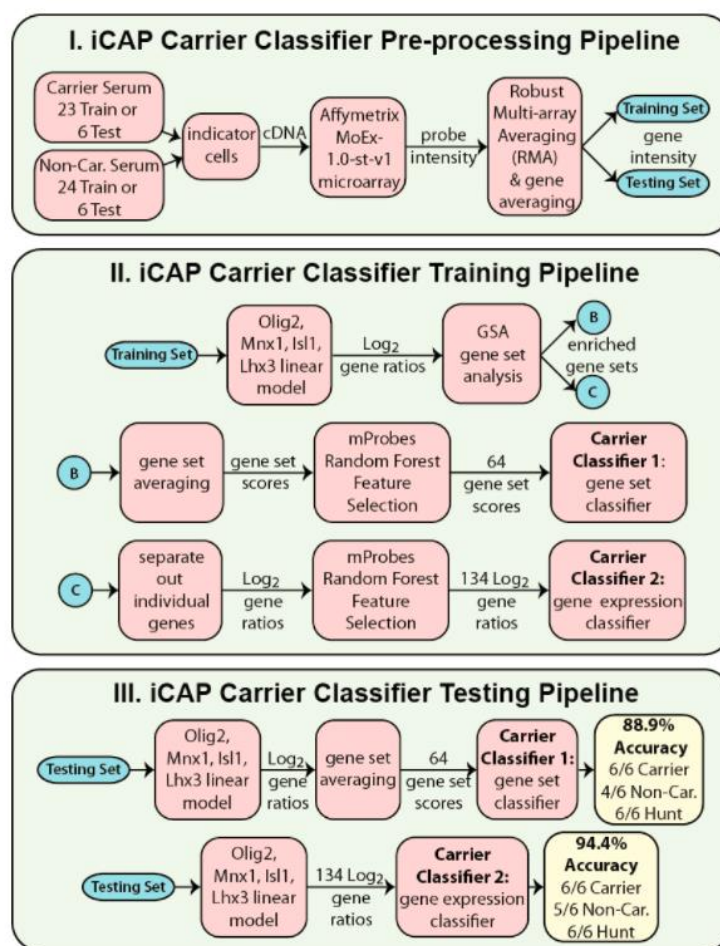 I. iCAP Carrier Classifier Pre-processing Pipeline
Carrier Serum
23 Train or
6 Test
Non-Car. Serum
24 Train or
6 Test
indicator
cells
cDNA
Affymetrix
MoEx-
1.0-st-v1
microarray
probe
intensity
Robust
Multi-array
Averaging
(RMA)
& gene
averaging
Training Set
gene
intensity
Testing Set
II. iCAP Carrier Classifier Training Pipeline
Training Set
Olig2,
Mnx1, Isl1,
Lhx3 linear
model
Log2
gene ratios
GSA
gene set
analysis
B
enriched
gene sets
C
B
gene set
averaging
gene set
scores
mProbes
Random Forest
Feature
Selection
64
gene set
scores
Carrier
Classifier 1:
gene set
classifier
C
separate
out
individual
genes
Log2
gene
ratios
mProbes
Random Forest
Feature
Selection
134 Log2
gene
ratios
Carrier
Classifier 2:
gene expression
classifier
III. iCAP Carrier Classifier Testing Pipeline
Testing Set
Olig2,
Mnx1, Isl1,
Lhx3 linear
model
Log2
gene
ratios
gene set
averaging
64
gene set
scores
Carrier
Classifier 1:
gene set
classifier
88.9%
Accuracy
6/6 Carrier
4/6 Non-Car.
6/6 Hunt
Testing Set
Olig2,
Mnx1, Isl1,
Lhx3 linear
model
134 Log2
gene
ratios
Carrier
Classifier 2:
gene expression
classifier
94.4%
Accuracy
6/6 Carrier
5/6 Non-Car.
6/6 Hunt